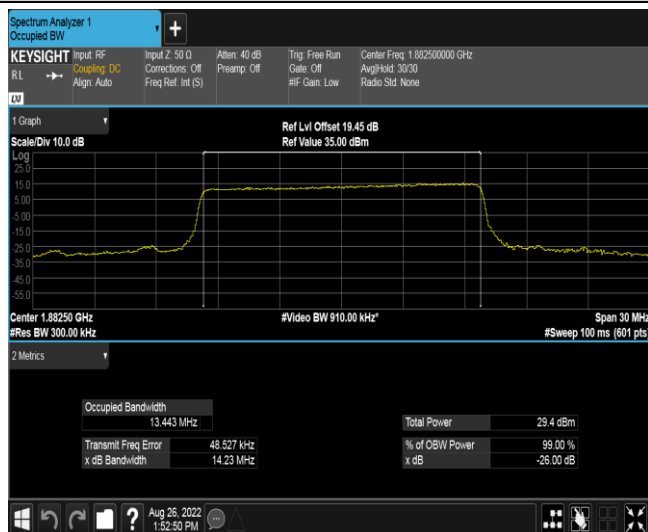 Spectrum Analyzer 1
Occupied BW
+
KEYSIGHT
RL
LXI
Input: RF
Coupling: DC
Align: Auto
Input Z: 50 Ω
Corrections: Off
Freq Ref: Int (S)
Atten: 40 dB
Preamp: Off
Trig: Free Run
Gate: Off
#IF Gain: Low
Center Freq: 1.882500000 GHz
Avg|Hold: 30/30
Radio Std: None
1 Graph
Scale/Div 10.0 dB
Ref Lvl Offset 19.45 dB
Ref Value 35.00 dBm
Log
25.0
15.0
5.00
-5.00
-15.0
-25.0
-35.0
-45.0
-55.0
Center 1.88250 GHz
#Video BW 910.00 kHz*
Span 30 MHz
#Res BW 300.00 kHz
#Sweep 100 ms (601 pts)
2 Metrics
Occupied Bandwidth
13.443 MHz
Total Power 29.4 dBm
Transmit Freq Error 48.527 kHz
% of OBW Power 99.00 %
x dB Bandwidth 14.23 MHz
x dB -26.00 dB
?
Aug 26, 2022
1:52:50 PM